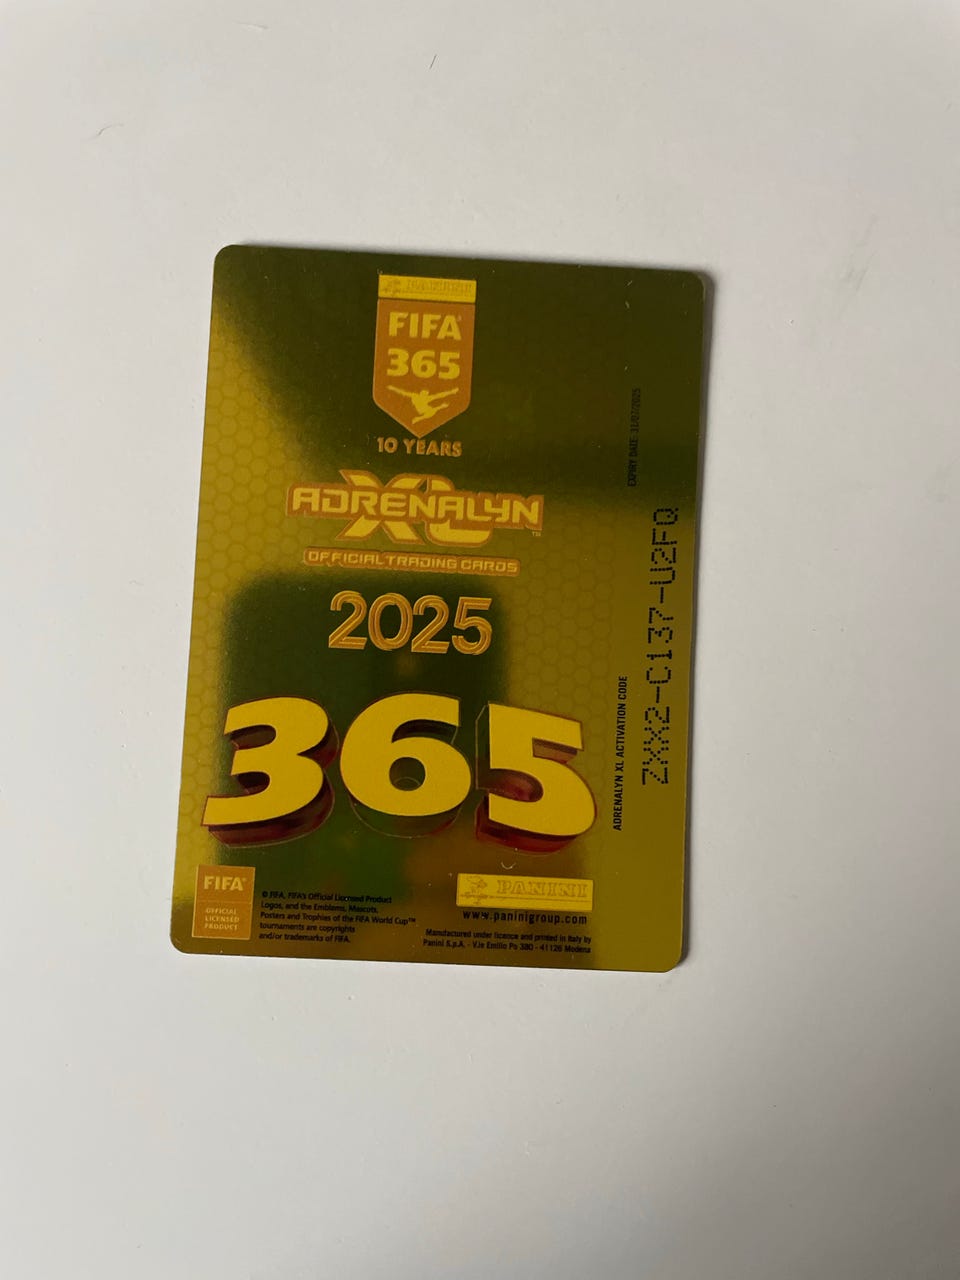 PANINI
FIFA
365
10 YEARS
ADRENALYN XL™
OFFICIAL TRADING CARDS
2025
365
FIFA®
OFFICIAL
LICENSED
PRODUCT
© FIFA, FIFA's Official Licensed Product
Logos, and the Emblems, Mascots,
Posters and Trophies of the FIFA World Cup™
tournaments are copyrights
and/or trademarks of FIFA.
PANINI
www.paninigroup.com
Manufactured under licence and printed in Italy by
Panini S.p.A. - V.le Emilio Po 380 - 41126 Modena
EXPIRY DATE 31/07/2025
ADRENALYN XL ACTIVATION CODE
ZXX2-C137-U2FQ